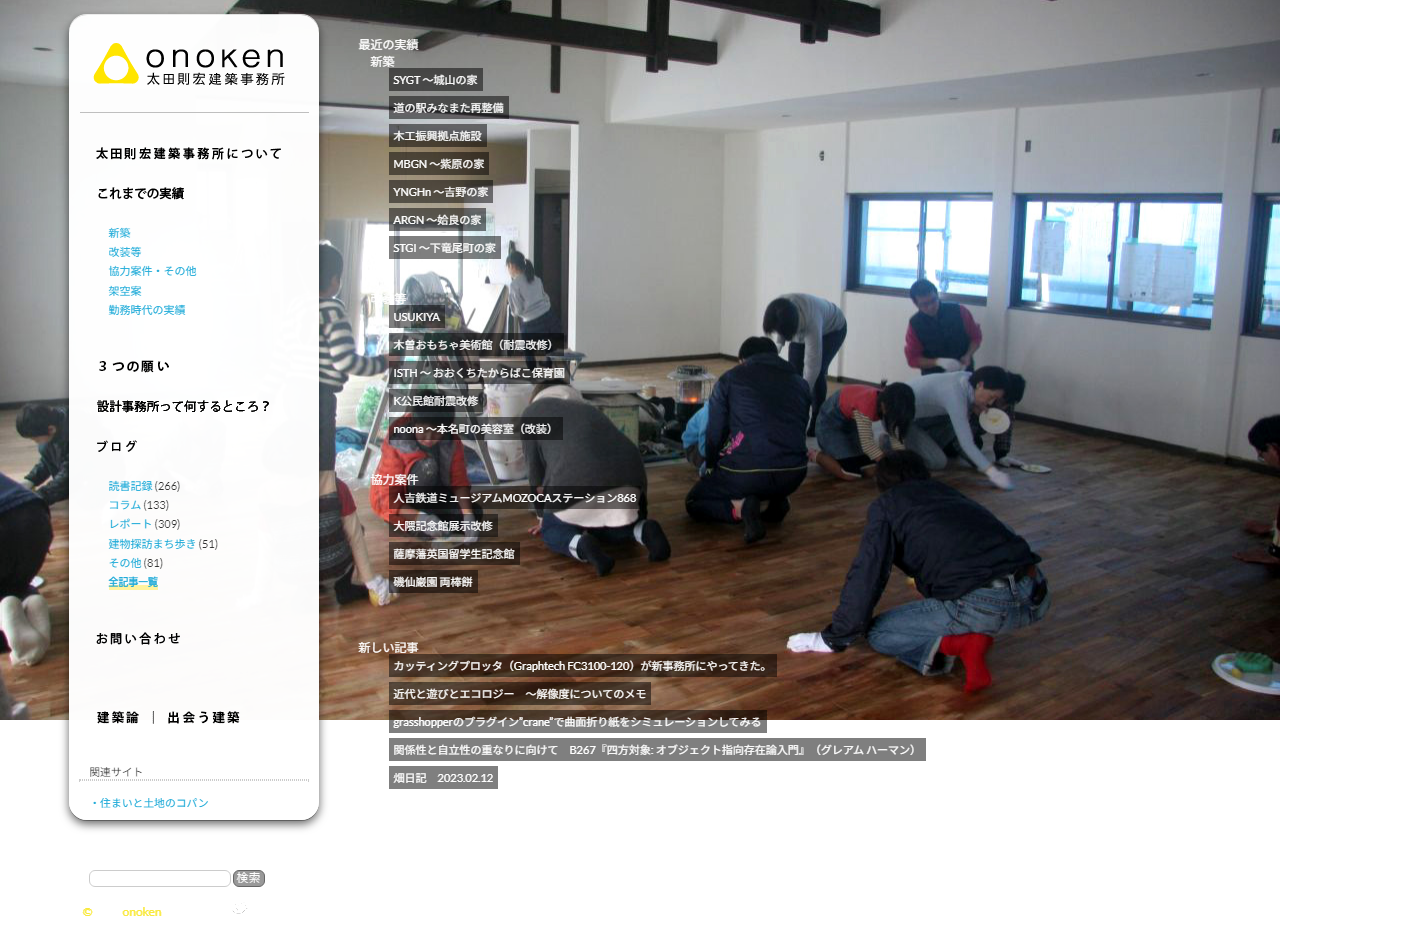 onoken
太田則宏建築事務所
太田則宏建築事務所について
これまでの実績
新築
改装等
協力案件・その他
架空案
勤務時代の実績
３つの願い
設計事務所って何するところ？
ブログ
読書記録 (266)
コラム (133)
レポート (309)
建物探訪まち歩き (51)
その他 (81)
全記事一覧
お問い合わせ
建築論 ｜ 出会う建築
関連サイト
・住まいと土地のコバン
検索
© onoken
最近の実績
新築
SYGT ～城山の家
道の駅みなまた再整備
木工振興拠点施設
MBGN ～紫原の家
YNGHn ～吉野の家
ARGN ～姶良の家
STGI ～下竜尾町の家
USUKIYA
木曽おもちゃ美術館（耐震改修）
ISTH ～ おおくちたからばこ保育園
K公民館耐震改修
noona ～本名町の美容室（改装）
協力案件
人吉鉄道ミュージアムMOZOCAステーション868
大隈記念館展示改修
薩摩藩英国留学生記念館
磯仙巌園 両棒餅
新しい記事
カッティングプロッタ（Graphtech FC3100-120）が新事務所にやってきた。
近代と遊びとエコロジー　～解像度についてのメモ
grasshopperのプラグイン”crane”で曲面折り紙をシミュレーションしてみる
関係性と自立性の重なりに向けて　B267『四方対象: オブジェクト指向存在論入門』（グレアム ハーマン）
畑日記　2023.02.12